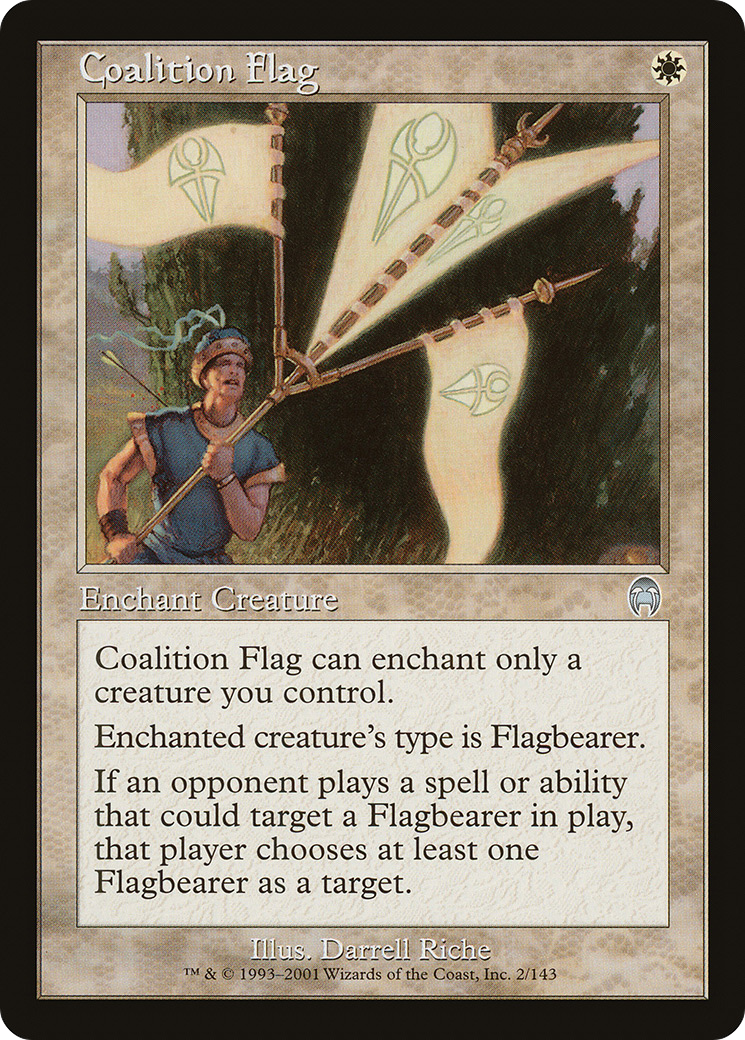 Coalition Flag
Enchant Creature
Coalition Flag can enchant only a
creature you control.
Enchanted creature's type is Flagbearer.
If an opponent plays a spell or ability
that could target a Flagbearer in play,
that player chooses at least one
Flagbearer as a target.
Illus. Darrell Riche
™ & © 1993–2001 Wizards of the Coast, Inc. 2/143